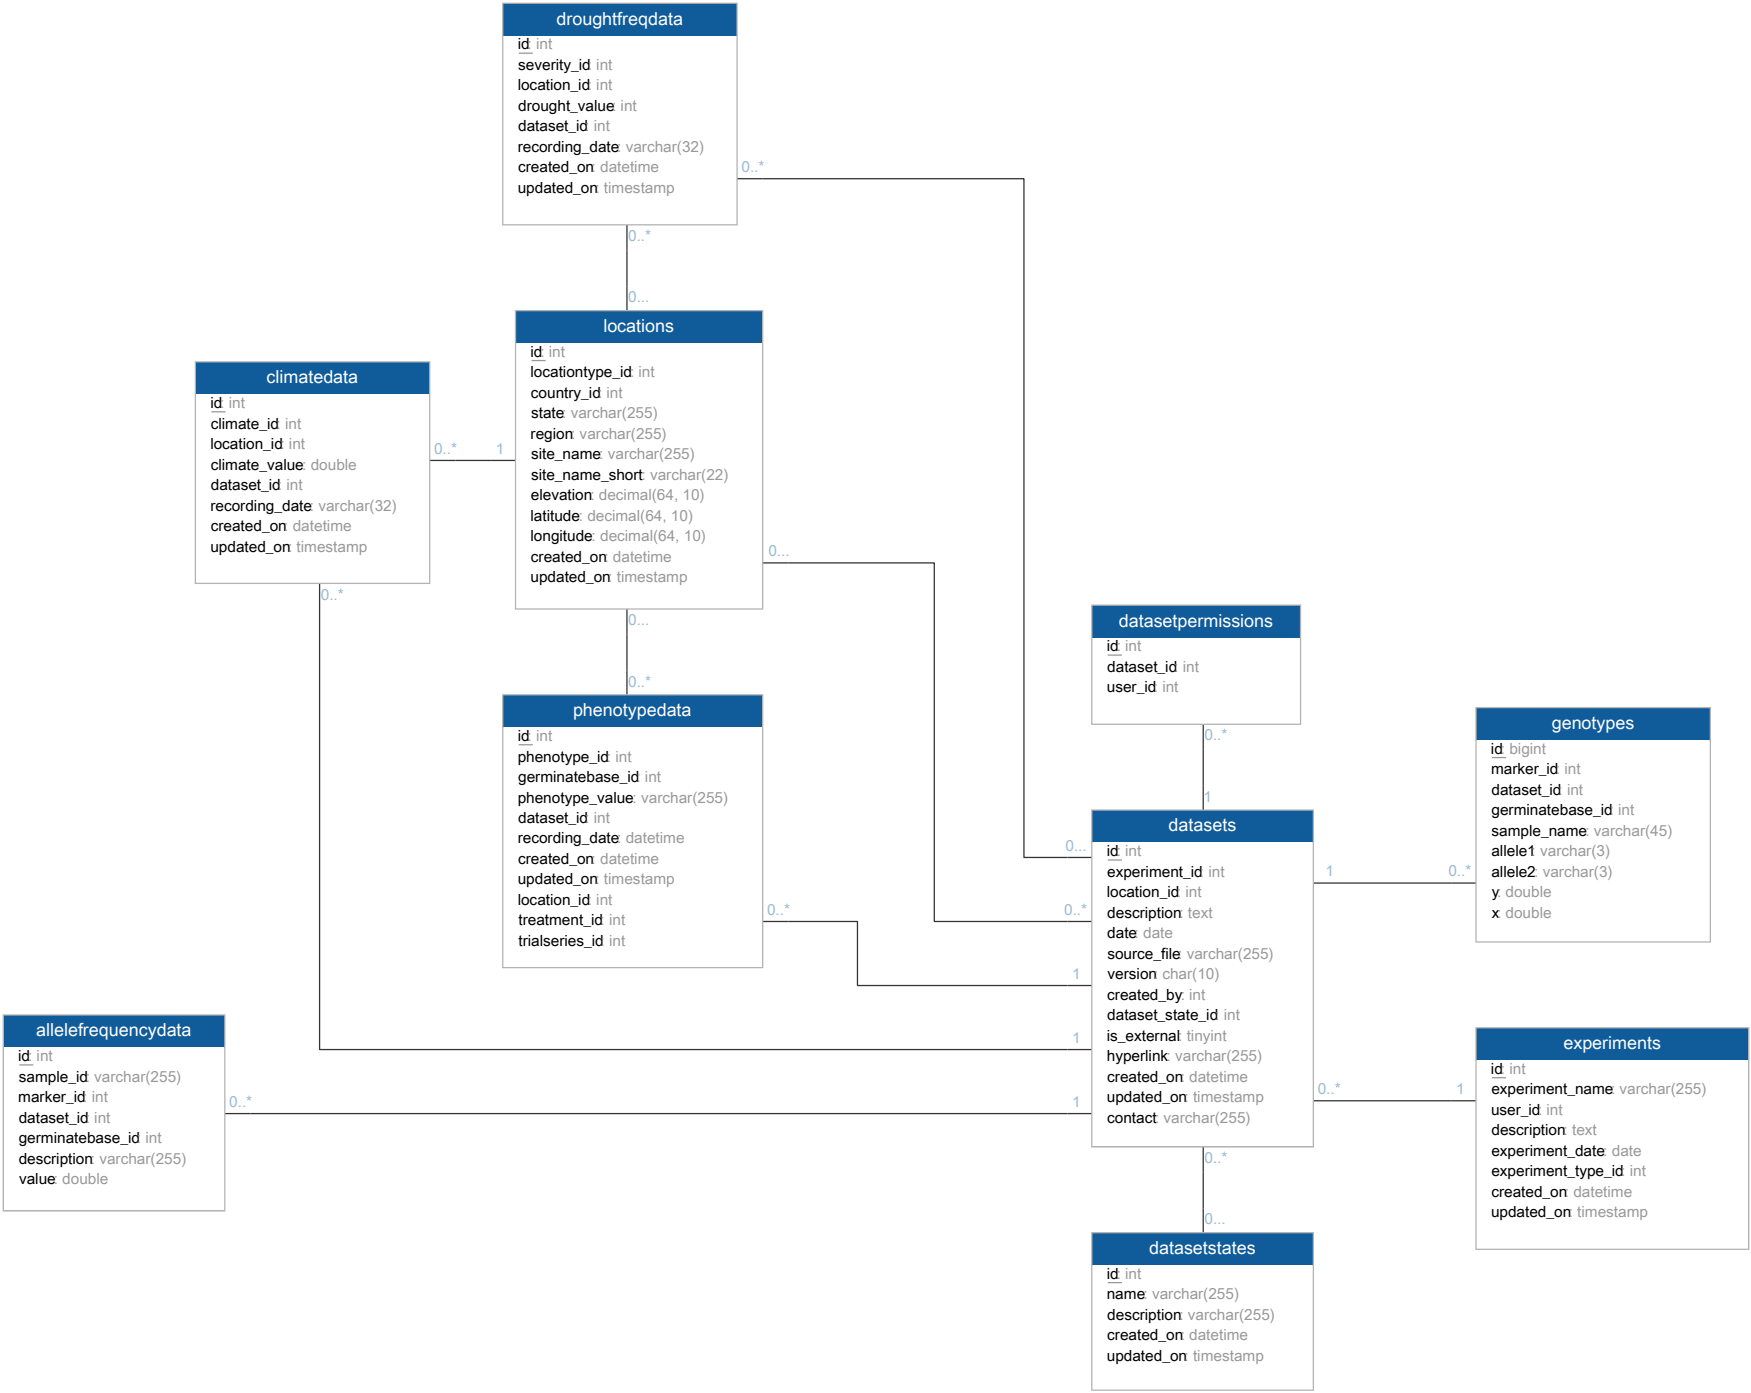 droughtfreqdata
id: int
severity_id: int
location_id: int
drought_value: int
dataset_id: int
recording_date: varchar(32)
created_on: datetime
updated_on: timestamp
0..*
0..*
0...
locations
id: int
locationtype_id: int
country_id: int
state: varchar(255)
region: varchar(255)
site_name: varchar(255)
site_name_short: varchar(22)
elevation: decimal(64, 10)
latitude: decimal(64, 10)
longitude: decimal(64, 10)
created_on: datetime
updated_on: timestamp
climatedata
id: int
climate_id: int
location_id: int
climate_value: double
dataset_id: int
recording_date: varchar(32)
created_on: datetime
updated_on: timestamp
0..*
1
0..*
0...
0...
0..*
phenotypedata
id: int
phenotype_id: int
germinatebase_id: int
phenotype_value: varchar(255)
dataset_id: int
recording_date: datetime
created_on: datetime
updated_on: timestamp
location_id: int
treatment_id: int
trialseries_id: int
0..*
datasetpermissions
id: int
dataset_id: int
user_id: int
0..*
1
genotypes
id: bigint
marker_id: int
dataset_id: int
germinatebase_id: int
sample_name: varchar(45)
allele1: varchar(3)
allele2: varchar(3)
y: double
x: double
datasets
id: int
experiment_id: int
location_id: int
description: text
date: date
source_file: varchar(255)
version: char(10)
created_by: int
dataset_state_id: int
is_external: tinyint
hyperlink: varchar(255)
created_on: datetime
updated_on: timestamp
contact: varchar(255)
0...
0..*
1
1
1
1
0..*
0..*
1
0..*
0...
allelefrequencydata
id: int
sample_id: varchar(255)
marker_id: int
dataset_id: int
germinatebase_id: int
description: varchar(255)
value: double
0..*
experiments
id: int
experiment_name: varchar(255)
user_id: int
description: text
experiment_date: date
experiment_type_id: int
created_on: datetime
updated_on: timestamp
datasetstates
id: int
name: varchar(255)
description: varchar(255)
created_on: datetime
updated_on: timestamp